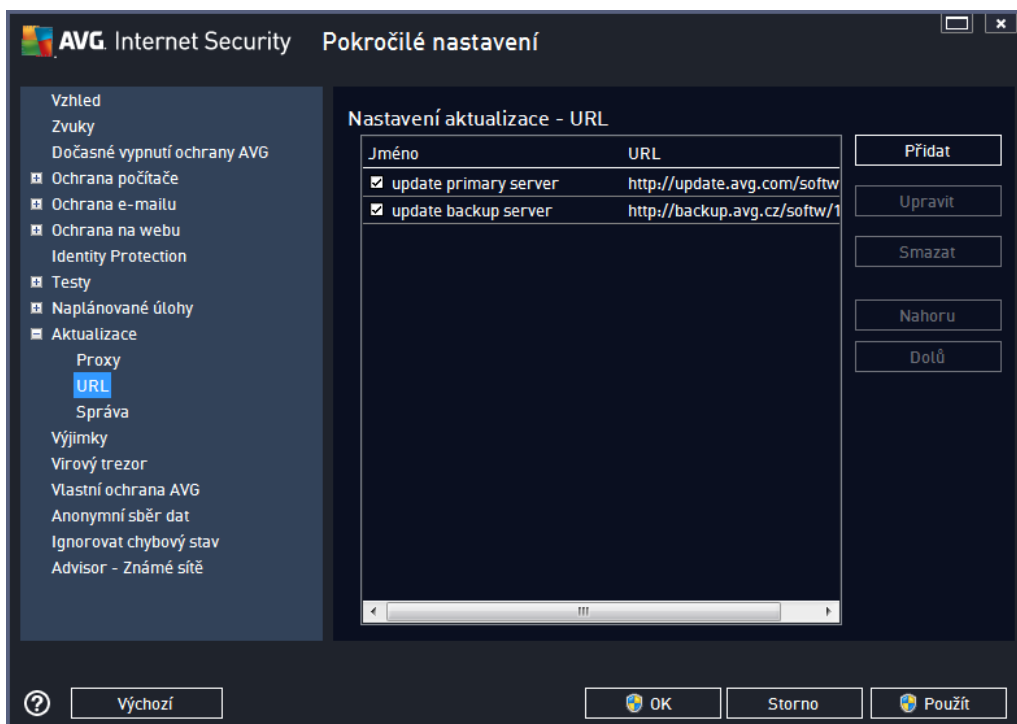 AVG. Internet Security Pokročilé nastavení
Vzhled
Zvuky
Dočasné vypnutí ochrany AVG
Ochrana počítače
Ochrana e-mailu
Ochrana na webu
Identity Protection
Testy
Naplánované úlohy
Aktualizace
Proxy
URL
Správa
Výjimky
Virový trezor
Vlastní ochrana AVG
Anonymní sběr dat
Ignorovat chybový stav
Advisor - Známé sítě
Nastavení aktualizace - URL
Jméno URL
update primary server http://update.avg.com/softw
update backup server http://backup.avg.cz/softw/1
Přidat
Upravit
Smazat
Nahoru
Dolů
? Výchozí OK Storno Použít